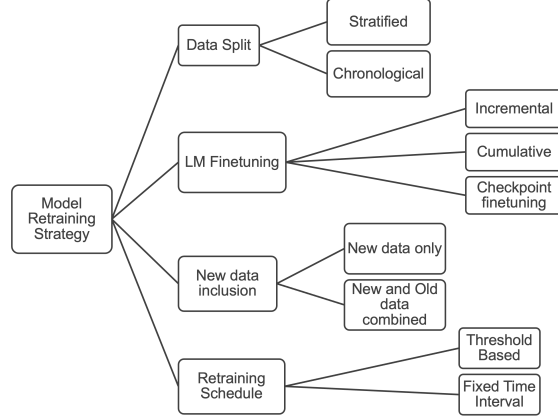 Model
Retraining
Strategy
Data Split
Stratified
Chronological
LM Finetuning
Incremental
Cumulative
Checkpoint
finetuning
New data
inclusion
New data only
New and Old
data
combined
Retraining
Schedule
Threshold
Based
Fixed Time
Interval